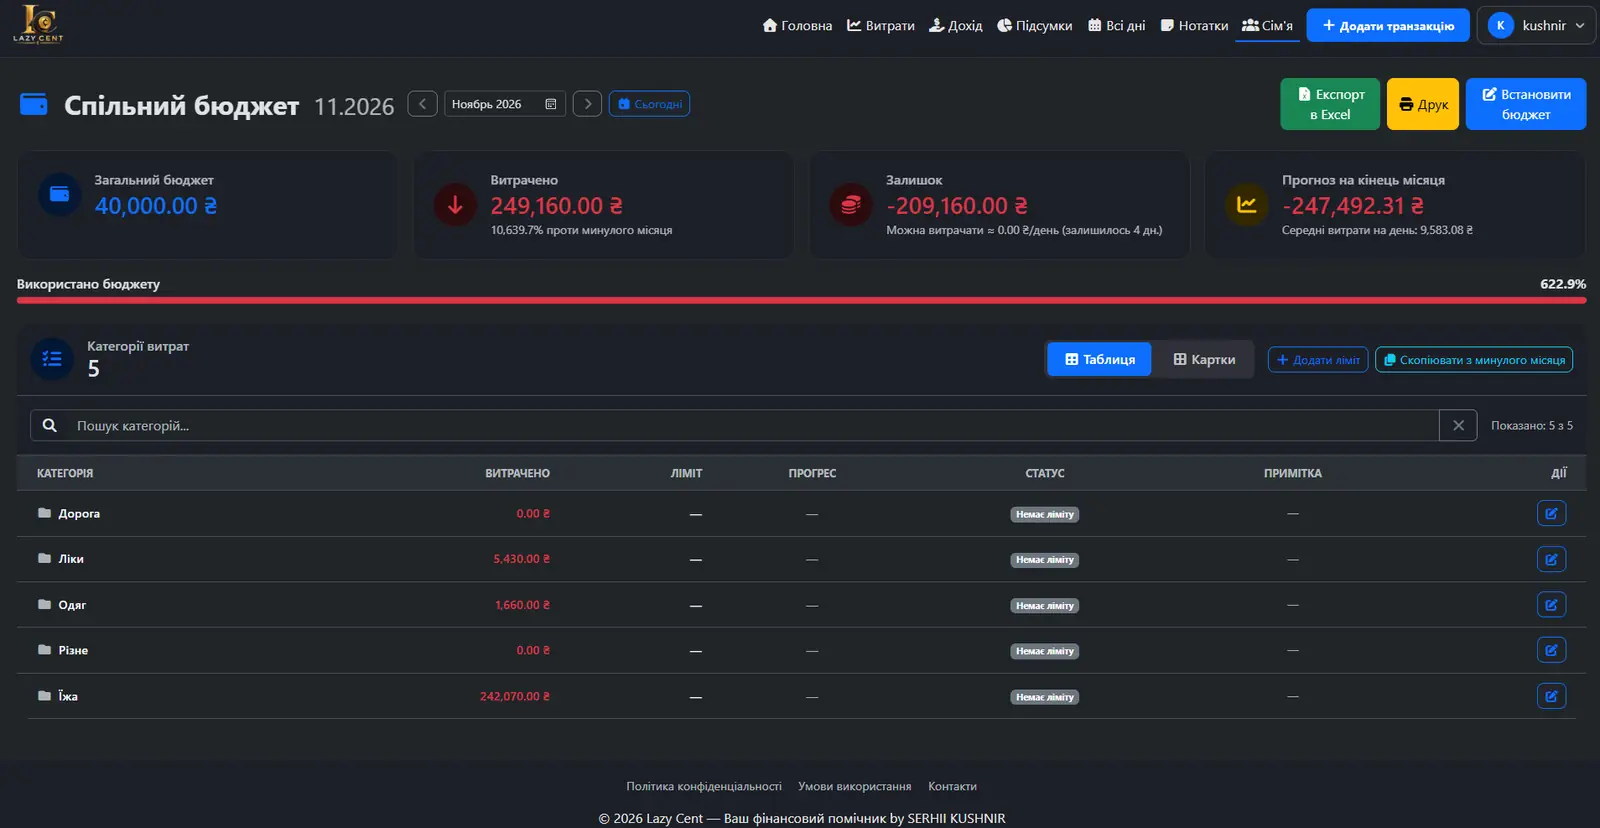 LAZY CENT
Головна Витрати Дохід Підсумки Всі дні Нотатки Сім'я + Додати транзакцію K kushnir
Спільний бюджет 11.2026 Ноябрь 2026 Сьогодні
Експорт в Excel
Друк
Встановити бюджет
Загальний бюджет
40,000.00 ₴
Витрачено
249,160.00 ₴
10,639.7% проти минулого місяця
Залишок
-209,160.00 ₴
Можна витрачати ≈ 0.00 ₴/день (залишилось 4 дн.)
Прогноз на кінець місяця
-247,492.31 ₴
Середні витрати на день: 9,583.08 ₴
Використано бюджету 622.9%
Категорії витрат
5
Таблиця Картки + Додати ліміт Скопіювати з минулого місяця
Пошук категорій... Показано: 5 з 5
КАТЕГОРІЯ ВИТРАЧЕНО ЛІМІТ ПРОГРЕС СТАТУС ПРИМІТКА ДІЇ
Дорога 0.00 ₴ — — Немає ліміту —
Ліки 5,430.00 ₴ — — Немає ліміту —
Одяг 1,660.00 ₴ — — Немає ліміту —
Різне 0.00 ₴ — — Немає ліміту —
Їжа 242,070.00 ₴ — — Немає ліміту —
Політика конфіденціальності Умови використання Контакти
© 2026 Lazy Cent — Ваш фінансовий помічник by SERHII KUSHNIR